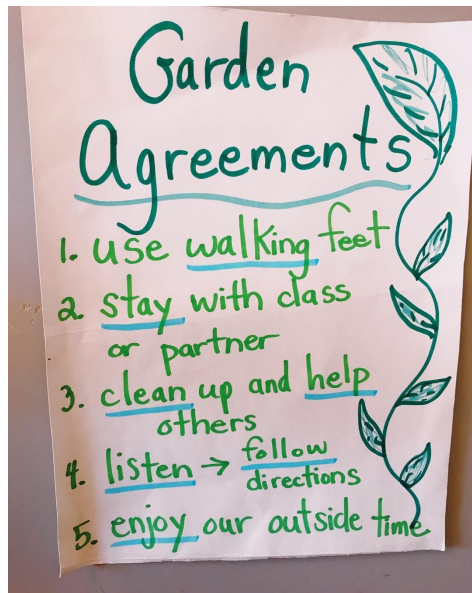 Garden
Agreements
1. use walking feet
2. stay with class
or partner
3. clean up and help
others
4. listen → follow
directions
5. enjoy our outside time